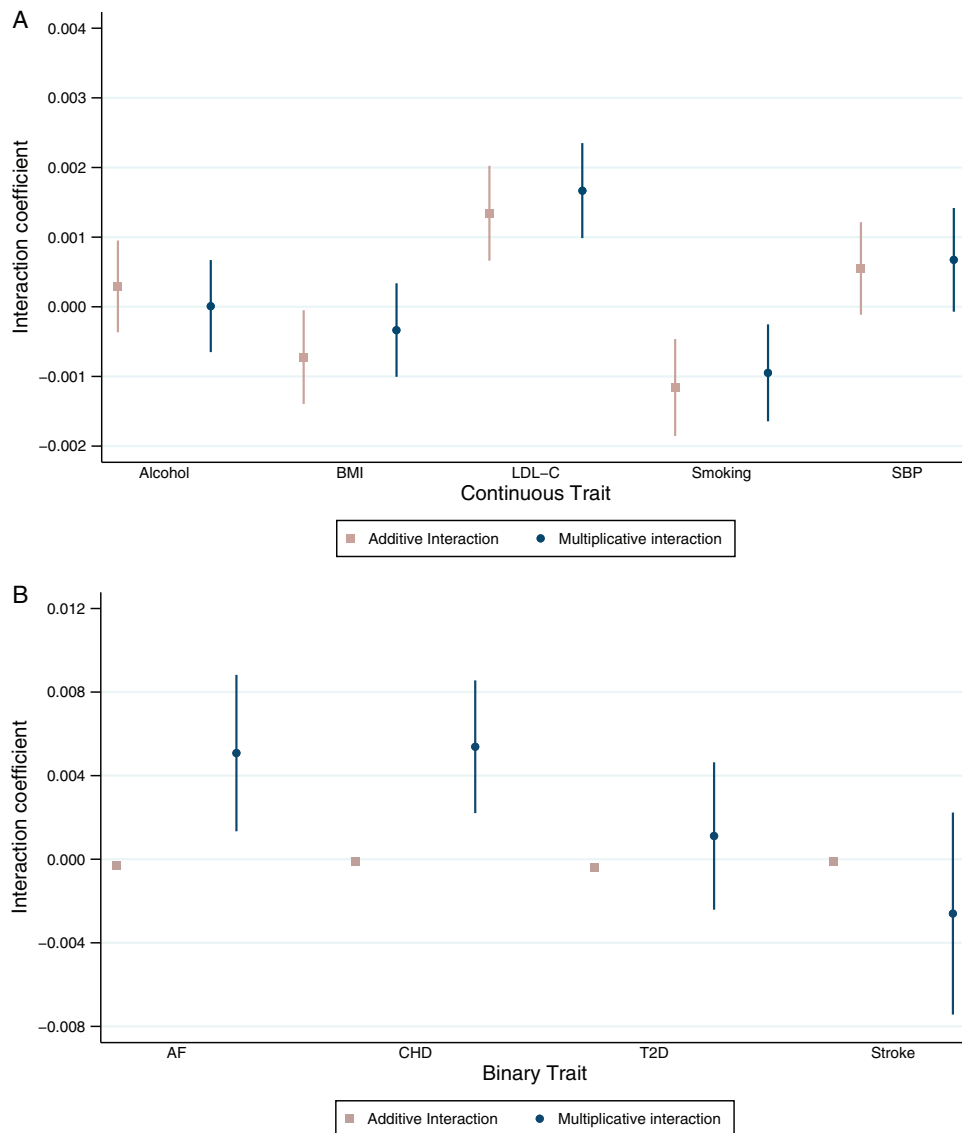 A
0.004
0.003
0.002
0.001
0.000
−0.001
−0.002
Interaction coefficient
Alcohol BMI LDL−C Smoking SBP
Continuous Trait
Additive Interaction Multiplicative interaction
B
0.012
0.008
0.004
0.000
−0.004
−0.008
Interaction coefficient
AF CHD T2D Stroke
Binary Trait
Additive Interaction Multiplicative interaction